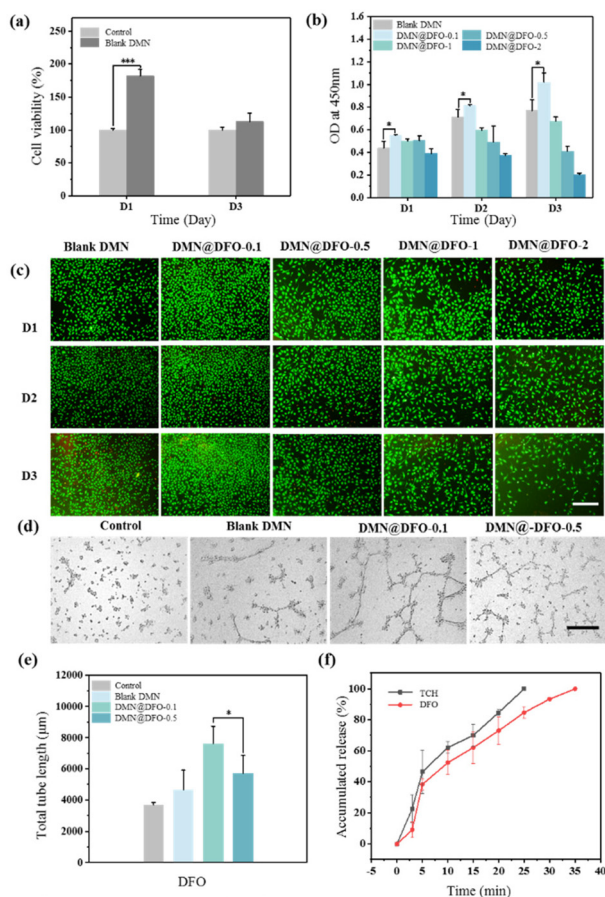 (a)
Control
Blank DMN
***
Cell viability (%)
250
200
150
100
50
0
D1 D3
Time (Day)
(b)
Blank DMN
DMN@DFO-0.1 DMN@DFO-0.5
DMN@DFO-1 DMN@DFO-2
* * *
OD at 450nm
1.6
1.4
1.2
1.0
0.8
0.6
0.4
0.2
0.0
D1 D2 D3
Time (Day)
(c)
Blank DMN DMN@DFO-0.1 DMN@DFO-0.5 DMN@DFO-1 DMN@DFO-2
D1
D2
D3
(d)
Control Blank DMN DMN@DFO-0.1 DMN@-DFO-0.5
(e)
Control
Blank DMN
DMN@DFO-0.1
DMN@DFO-0.5
*
Total tube length (μm)
12000
10000
8000
6000
4000
2000
0
DFO
(f)
TCH
DFO
Accumulated release (%)
100
80
60
40
20
0
-5 0 5 10 15 20 25 30 35 40
Time (min)